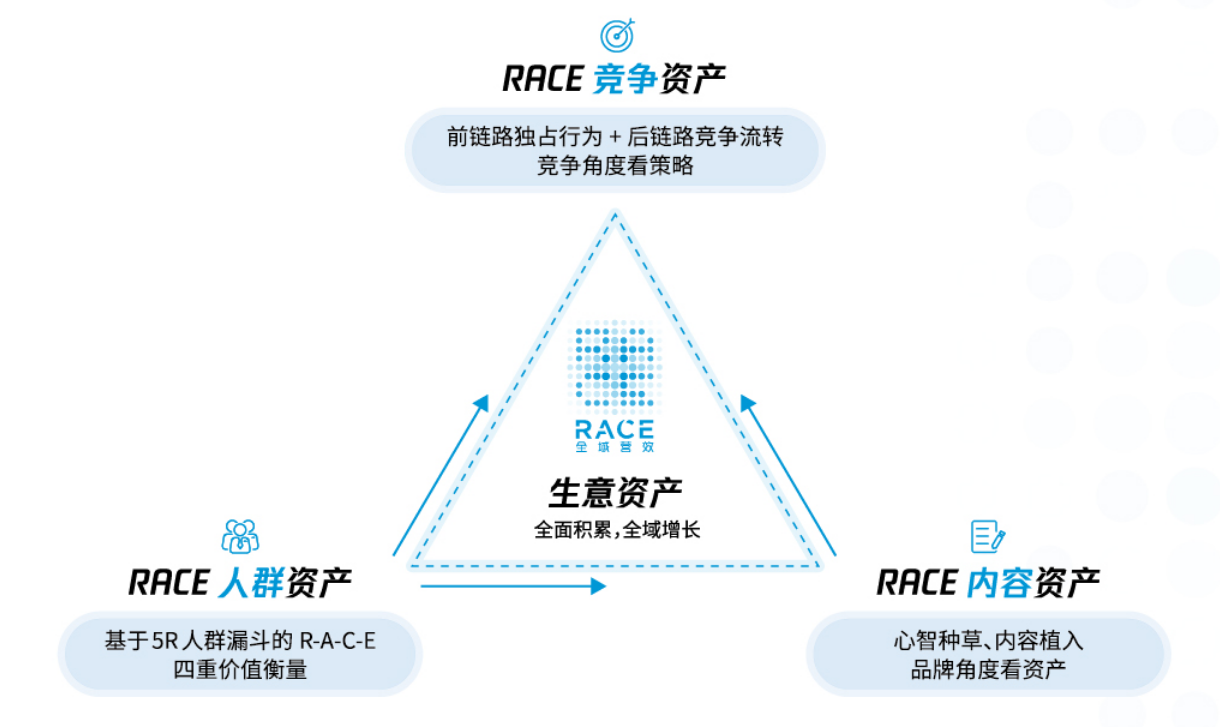 RACE 竞争资产
前链路独占行为 + 后链路竞争流转
竞争角度看策略
RACE
全域营效
生意资产
全面积累,全域增长
RACE 人群资产
基于5R人群漏斗的 R-A-C-E
四重价值衡量
RACE 内容资产
心智种草、内容植入
品牌角度看资产